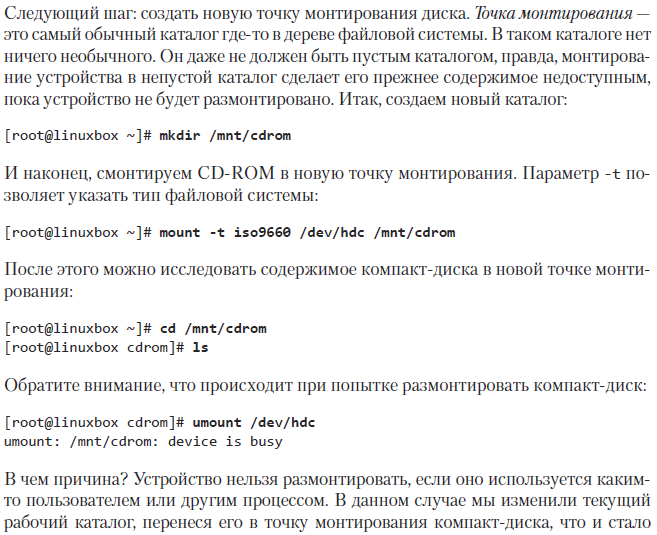 Следующий шаг: создать новую точку монтирования диска. Точка монтирования —
это самый обычный каталог где-то в дереве файловой системы. В таком каталоге нет
ничего необычного. Он даже не должен быть пустым каталогом, правда, монтирова-
ние устройства в непустой каталог сделает его прежнее содержимое недоступным,
пока устройство не будет размонтировано. Итак, создаем новый каталог:
[root@linuxbox ~]# mkdir /mnt/cdrom
И наконец, смонтируем CD-ROM в новую точку монтирования. Параметр -t по-
зволяет указать тип файловой системы:
[root@linuxbox ~]# mount -t iso9660 /dev/hdc /mnt/cdrom
После этого можно исследовать содержимое компакт-диска в новой точке монти-
рования:
[root@linuxbox ~]# cd /mnt/cdrom
[root@linuxbox cdrom]# ls
Обратите внимание, что происходит при попытке размонтировать компакт-диск:
[root@linuxbox cdrom]# umount /dev/hdc
umount: /mnt/cdrom: device is busy
В чем причина? Устройство нельзя размонтировать, если оно используется каким-
то пользователем или другим процессом. В данном случае мы изменили текущий
рабочий каталог, перенеся его в точку монтирования компакт-диска, что и стало